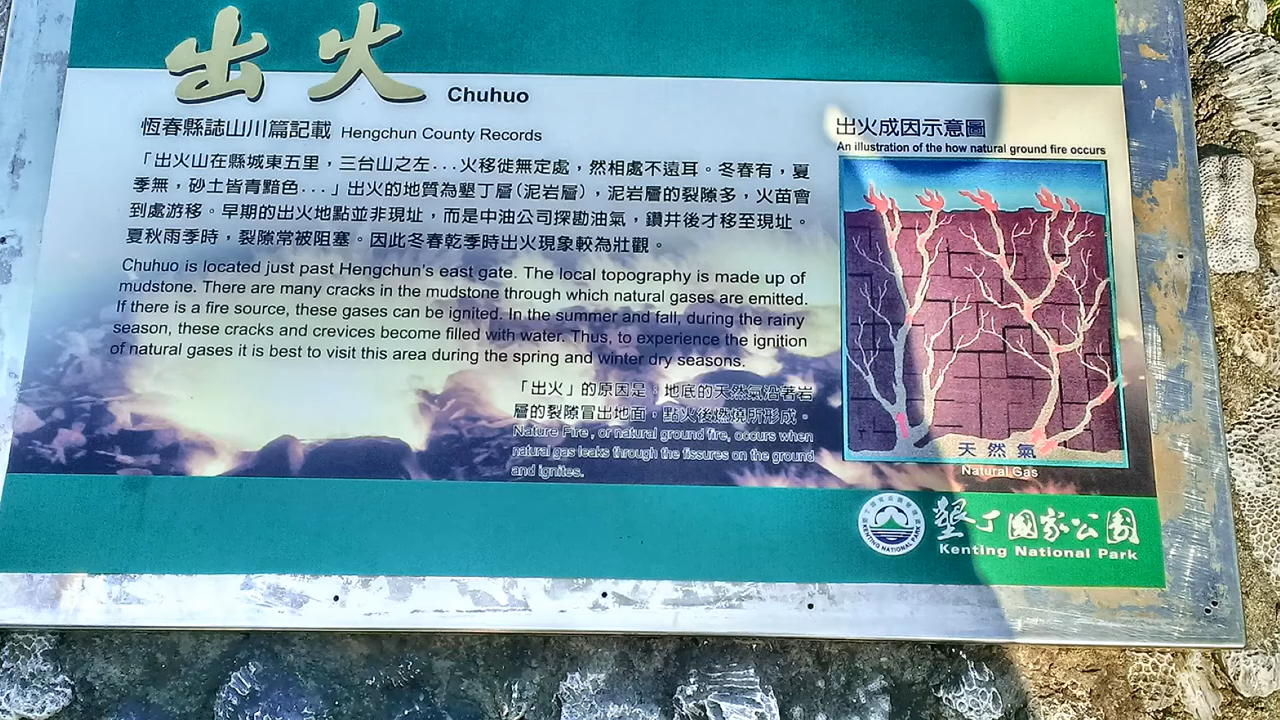 出火 Chuhuo
恆春縣誌山川篇記載 Hengchun County Records
「出火山在縣城東五里，三台山之左...火移徙無定處，然相處不遠耳。冬春有，夏
季無，砂土皆青黯色...」出火的地質為墾丁層(泥岩層)，泥岩層的裂隙多，火苗會
到處游移。早期的出火地點並非現址，而是中油公司探勘油氣，鑽井後才移至現址。
夏秋雨季時，裂隙常被阻塞。因此冬春乾季時出火現象較為壯觀。
Chuhuo is located just past Hengchun's east gate. The local topography is made up of
mudstone. There are many cracks in the mudstone through which natural gases are emitted.
If there is a fire source, these gases can be ignited. In the summer and fall, during the rainy
season, these cracks and crevices become filled with water. Thus, to experience the ignition
of natural gases it is best to visit this area during the spring and winter dry seasons.
「出火」的原因是：地底的天然氣沿著岩
層的裂隙冒出地面，點火後燃燒所形成。
Nature Fire, or natural ground fire, occurs when
natural gas leaks through the fissures on the ground
and ignites.
出火成因示意圖
An illustration of the how natural ground fire occurs
天然氣
Natural Gas
KENTING NATIONAL PARK
墾丁國家公園
Kenting National Park